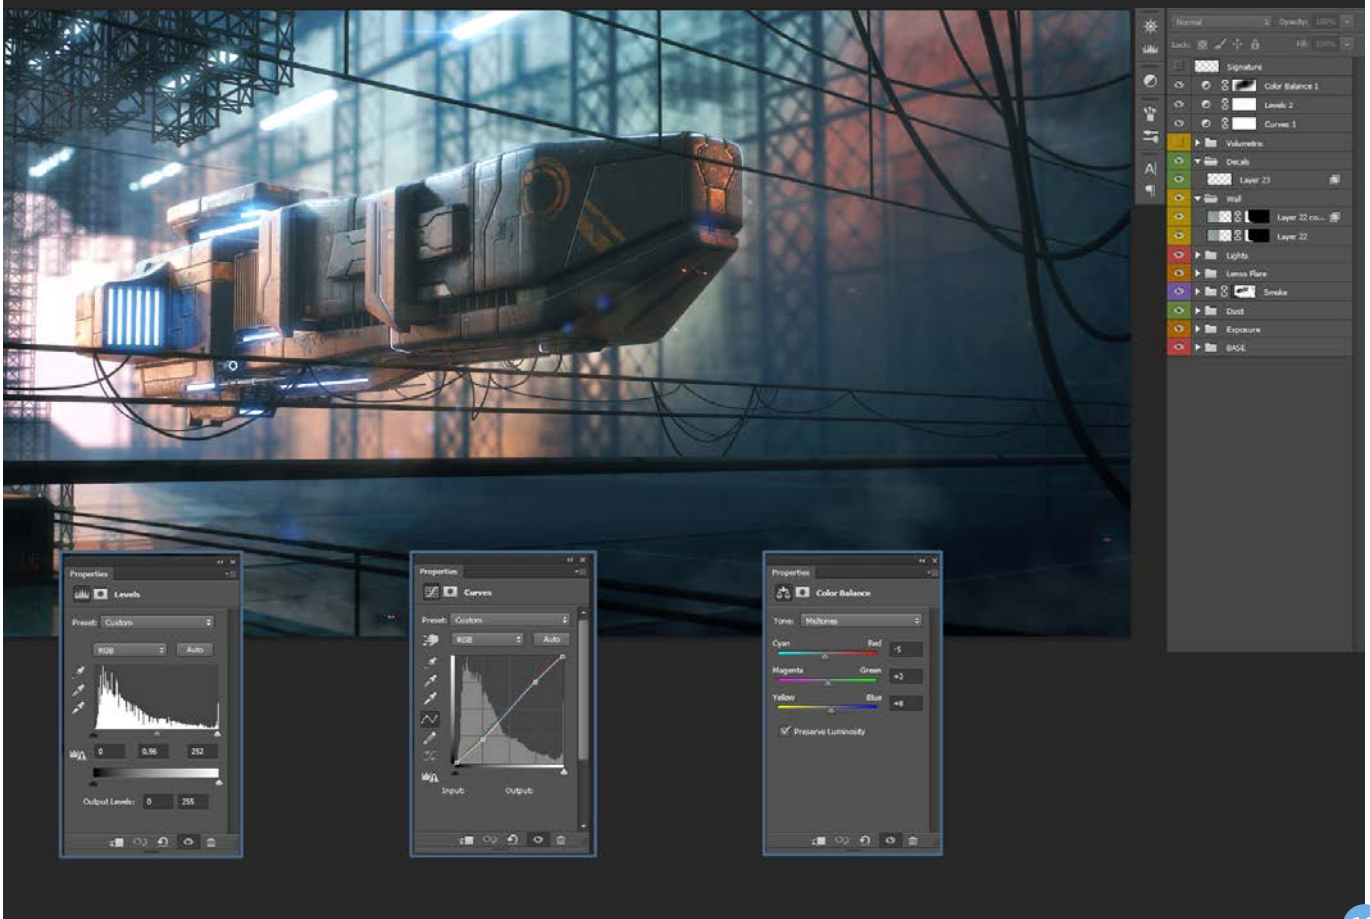 Normal Opacity: 100%
Lock: Fill: 100%
Signature
Color Balance 1
Levels 2
Curves 1
Volumetric
Decals
Layer 23
Wall
Layer 22 co...
Layer 22
Lights
Lenss Flare
Smoke
Dust
Exposure
BASE
A
Properties
Levels
Preset: Custom
RGB Auto
0 0,96 252
Output Levels: 0 255
Properties
Curves
Preset: Custom
RGB Auto
Input: Output:
Properties
Color Balance
Tone: Midtones
Cyan Red -5
Magenta Green +2
Yellow Blue +8
Preserve Luminosity